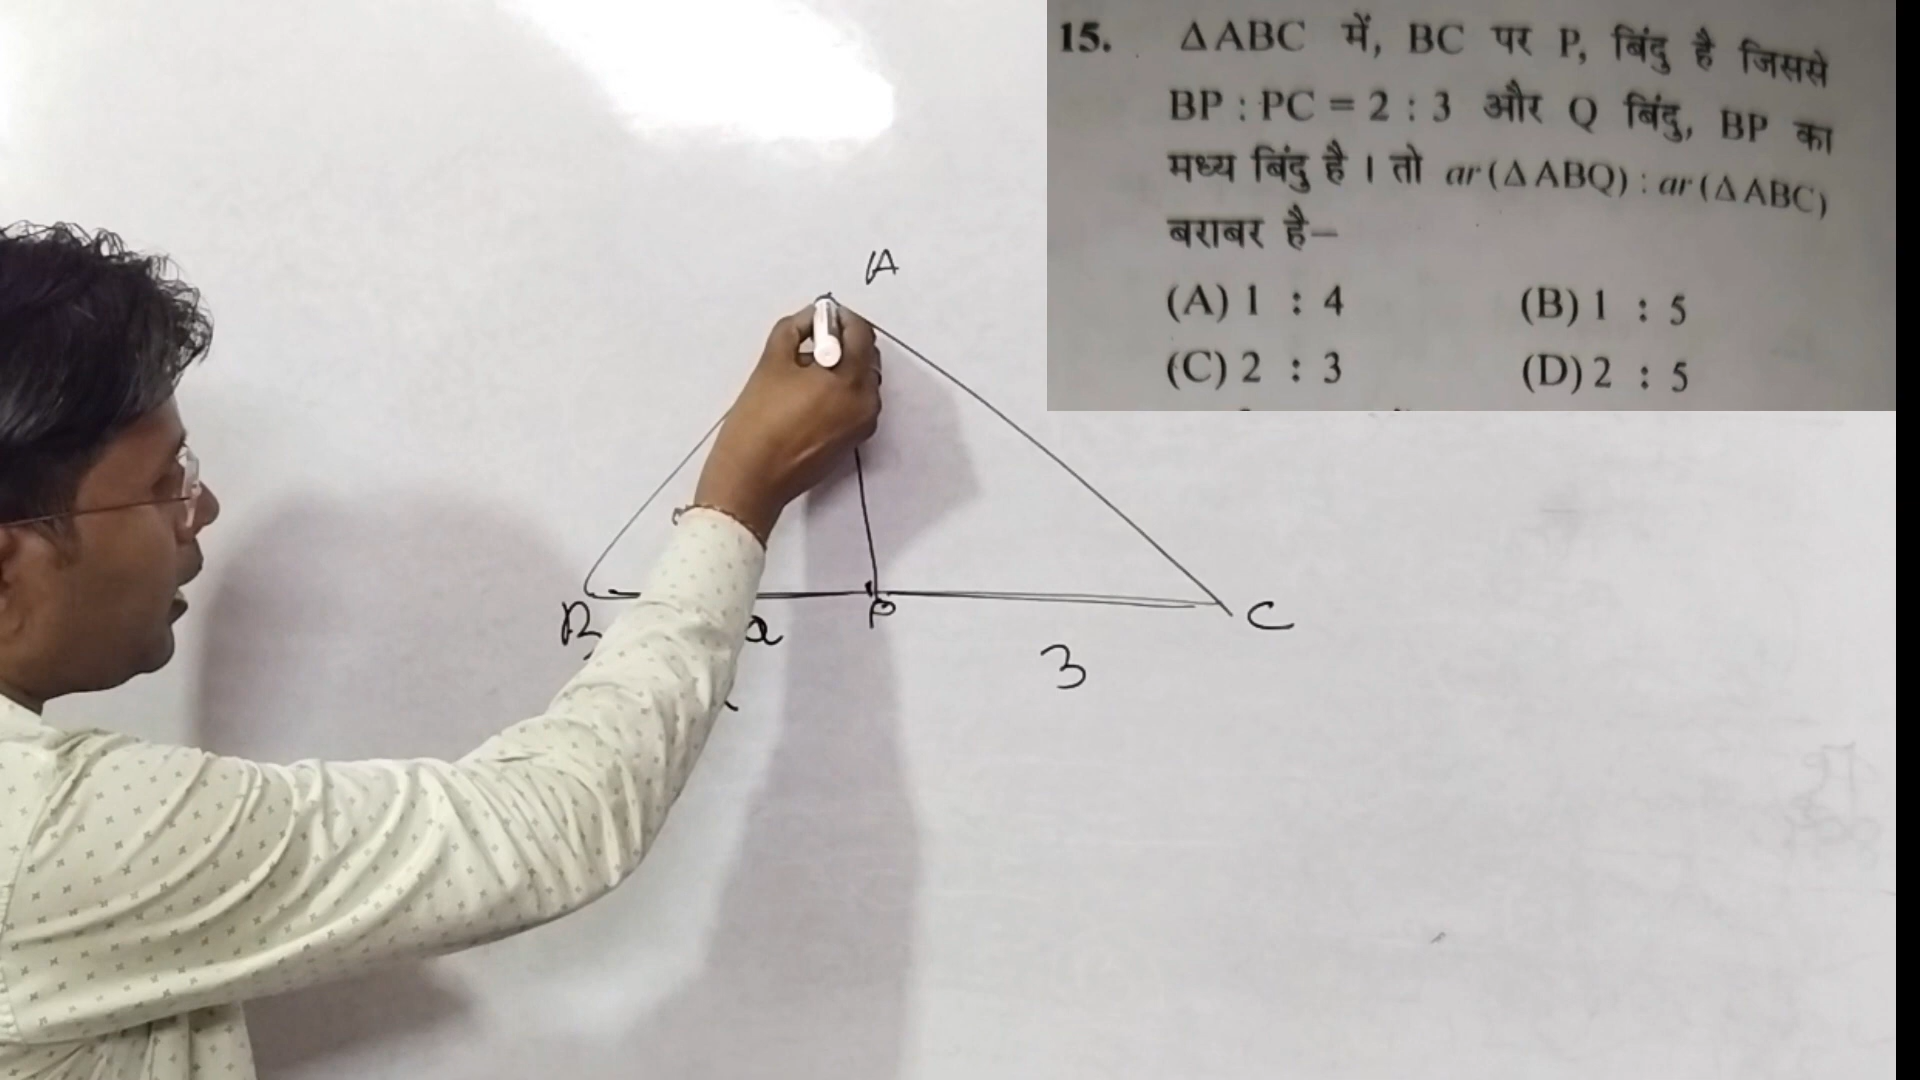 15. ΔABC में, BC पर P, बिंदु है जिससे
BP : PC = 2 : 3 और Q बिंदु, BP का
मध्य बिंदु है । तो ar (ΔABQ) : ar (ΔABC)
बराबर है–
(A) 1 : 4 (B) 1 : 5
(C) 2 : 3 (D) 2 : 5
A
B P C
3